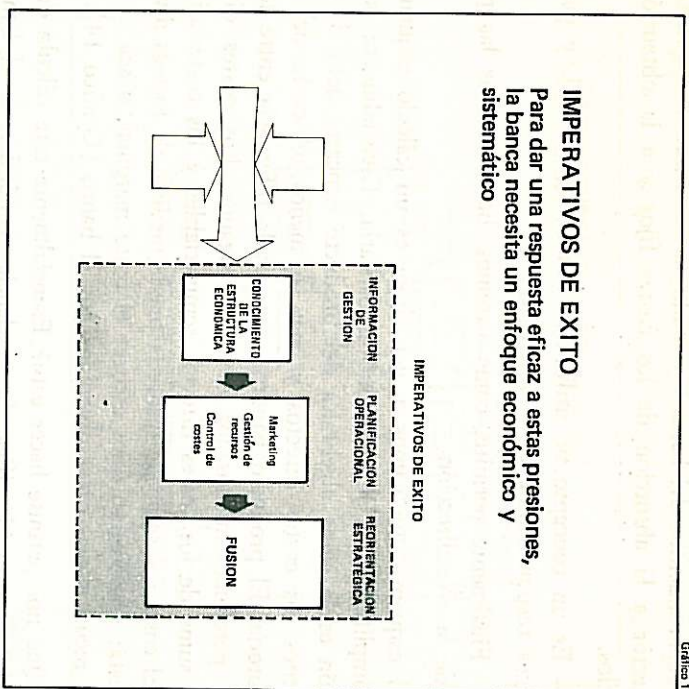 Gráfico 1
IMPERATIVOS DE EXITO
Para dar una respuesta eficaz a estas presiones,
la banca necesita un enfoque económico y
sistemático
IMPERATIVOS DE EXITO
INFORMACION
DE
GESTION
CONOCIMIENTO
DE LA
ESTRUCTURA
ECONOMICA
PLANIFICACION
OPERACIONAL
Marketing
Gestión de
recursos
Control de
costes
REORIENTACION
ESTRATÉGICA
FUSION